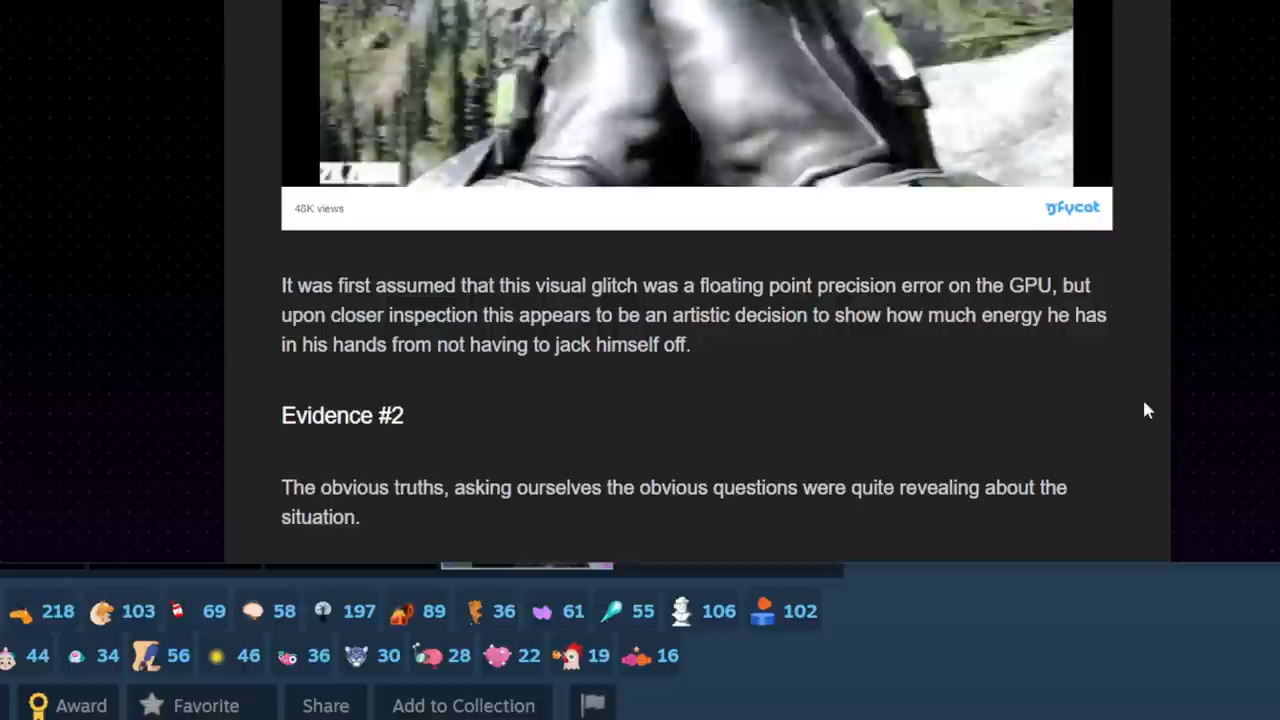 48K views
gfycat
It was first assumed that this visual glitch was a floating point precision error on the GPU, but
upon closer inspection this appears to be an artistic decision to show how much energy he has
in his hands from not having to jack himself off.
Evidence #2
The obvious truths, asking ourselves the obvious questions were quite revealing about the
situation.
218 103 69 58 197 89 36 61 55 106 102
44 34 56 46 36 30 28 22 19 16
Award Favorite Share Add to Collection